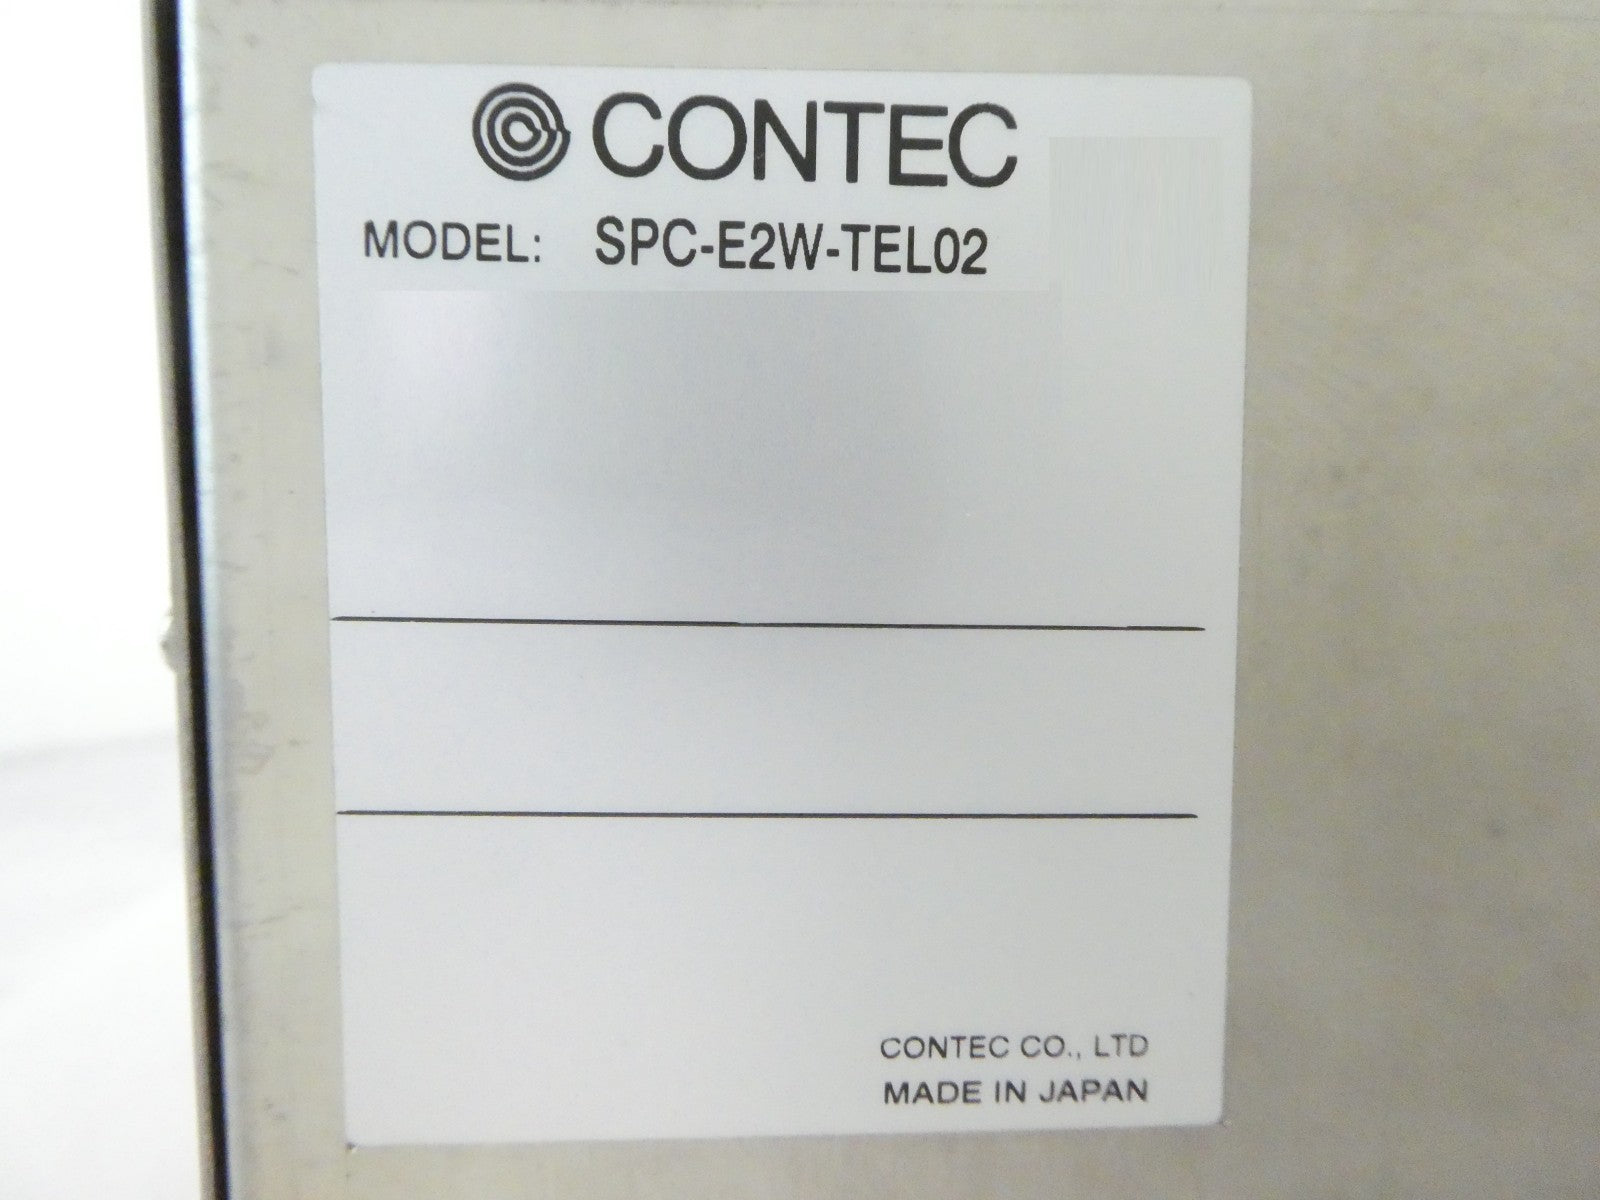 CONTEC
MODEL: SPC-E2W-TEL02
CONTEC CO., LTD
MADE IN JAPAN